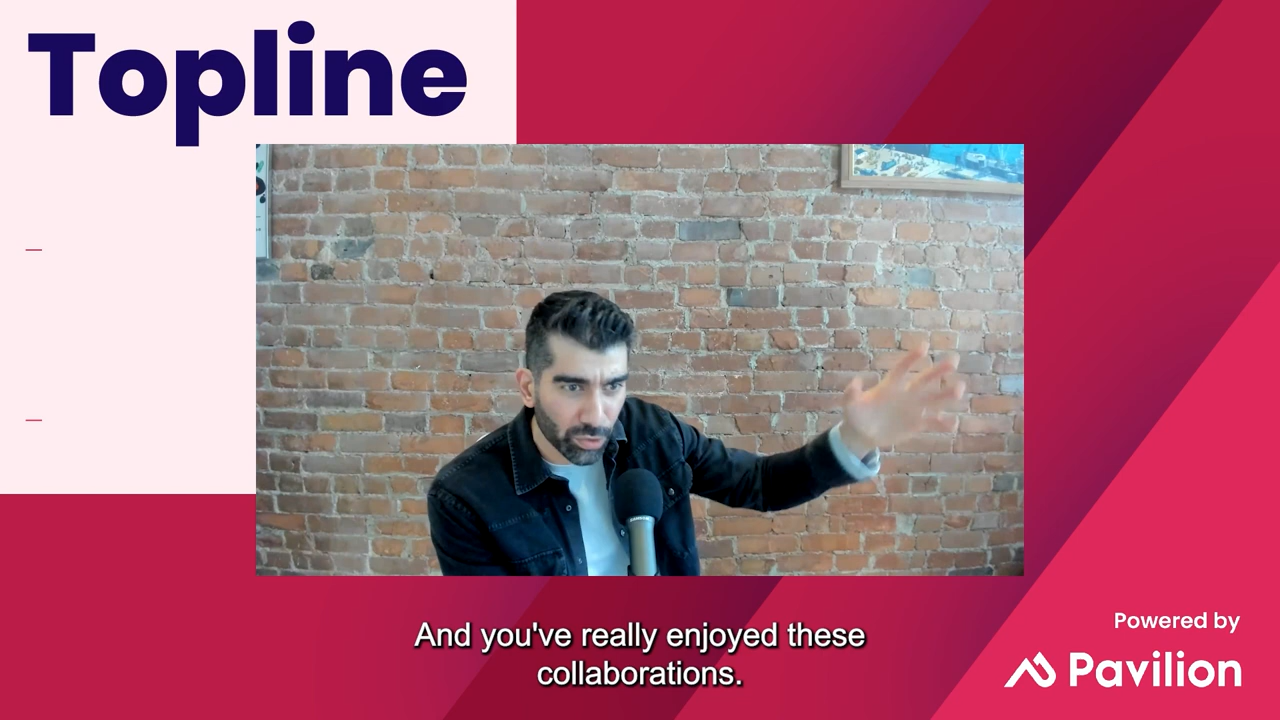 Topline
And you've really enjoyed these
collaborations.
Powered by
Pavilion